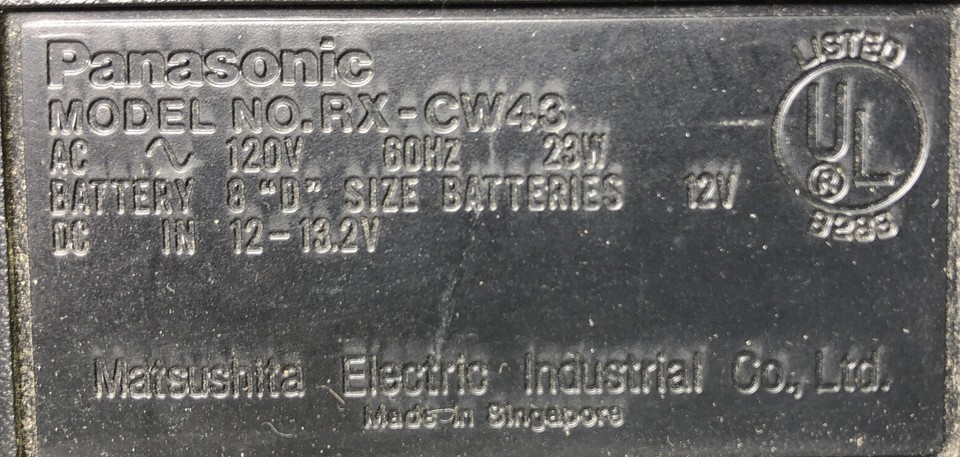 Panasonic
MODEL NO. RX-CW43
AC ∿ 120V 60HZ 23W
BATTERY 8 "D" SIZE BATTERIES 12V
DC IN 12-13.2V
LISTED
UL
®
Matsushita Electric Industrial Co., Ltd.
Made in Singapore